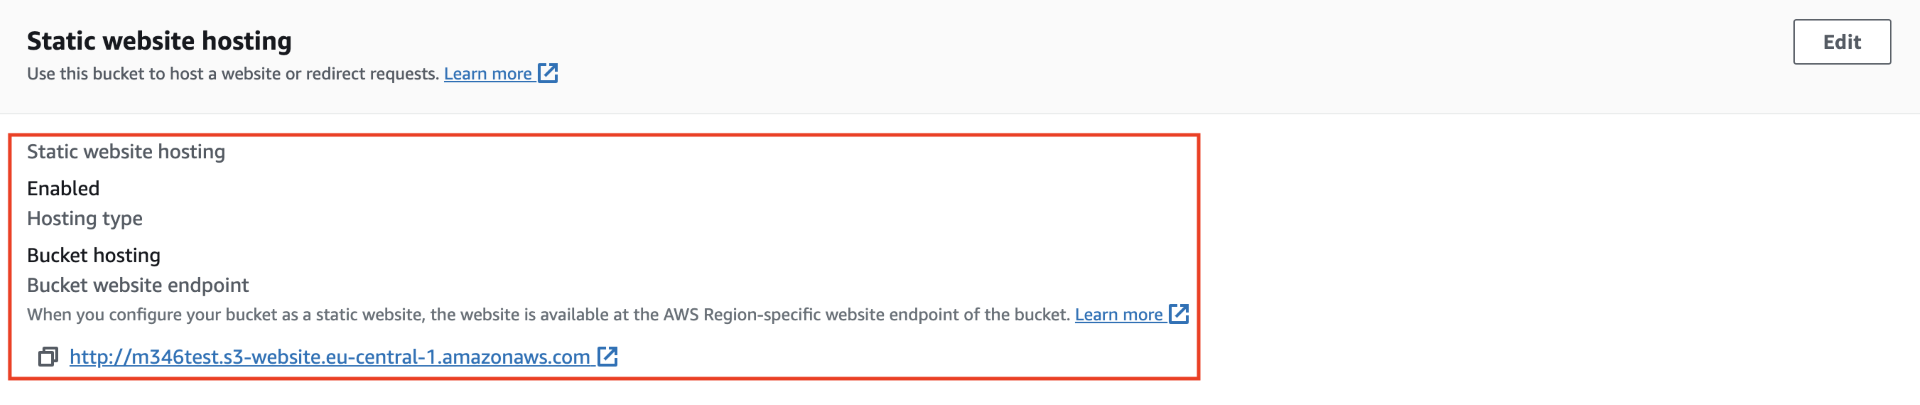 Static website hosting
Edit
Use this bucket to host a website or redirect requests. Learn more
Static website hosting
Enabled
Hosting type
Bucket hosting
Bucket website endpoint
When you configure your bucket as a static website, the website is available at the AWS Region-specific website endpoint of the bucket. Learn more
http://m346test.s3-website.eu-central-1.amazonaws.com